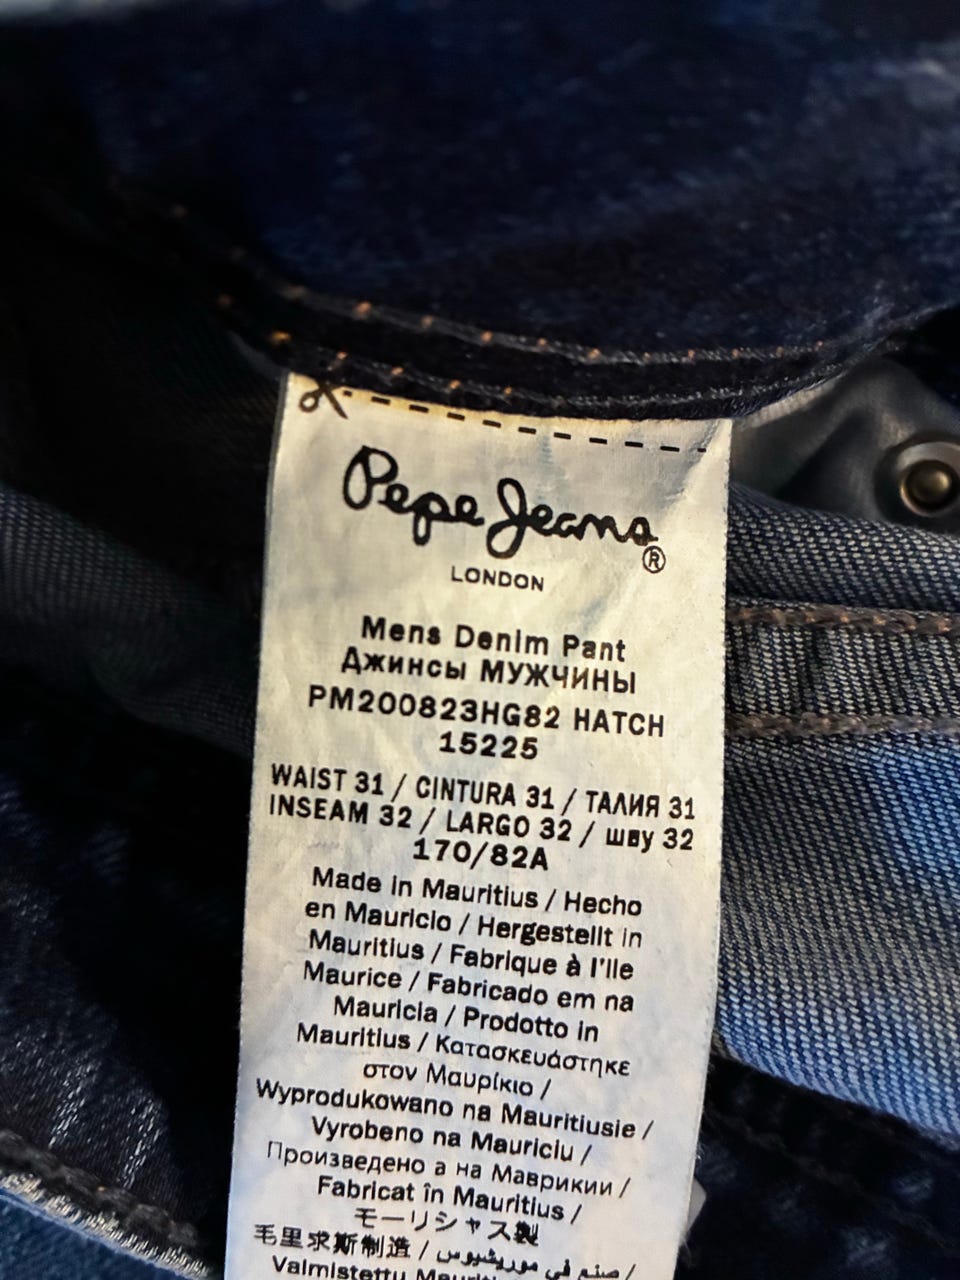 Pepe Jeans®
LONDON
Mens Denim Pant
Джинсы МУЖЧИНЫ
PM200823HG82 HATCH
15225
WAIST 31 / CINTURA 31 / ТАЛИЯ 31
INSEAM 32 / LARGO 32 / шву 32
170/82A
Made in Mauritius / Hecho
en Mauricio / Hergestellt in
Mauritius / Fabrique à l'Ile
Maurice / Fabricado em na
Mauricia / Prodotto in
Mauritius / Κατασκευάστηκε
στον Μαυρίκιο /
Wyprodukowano na Mauritiusie /
Vyrobeno na Mauriciu /
Произведено а на Маврикии /
Fabricat în Mauritius /
モーリシャス製
毛里求斯制造 / صنع في موريشيوس /
Valmistettu